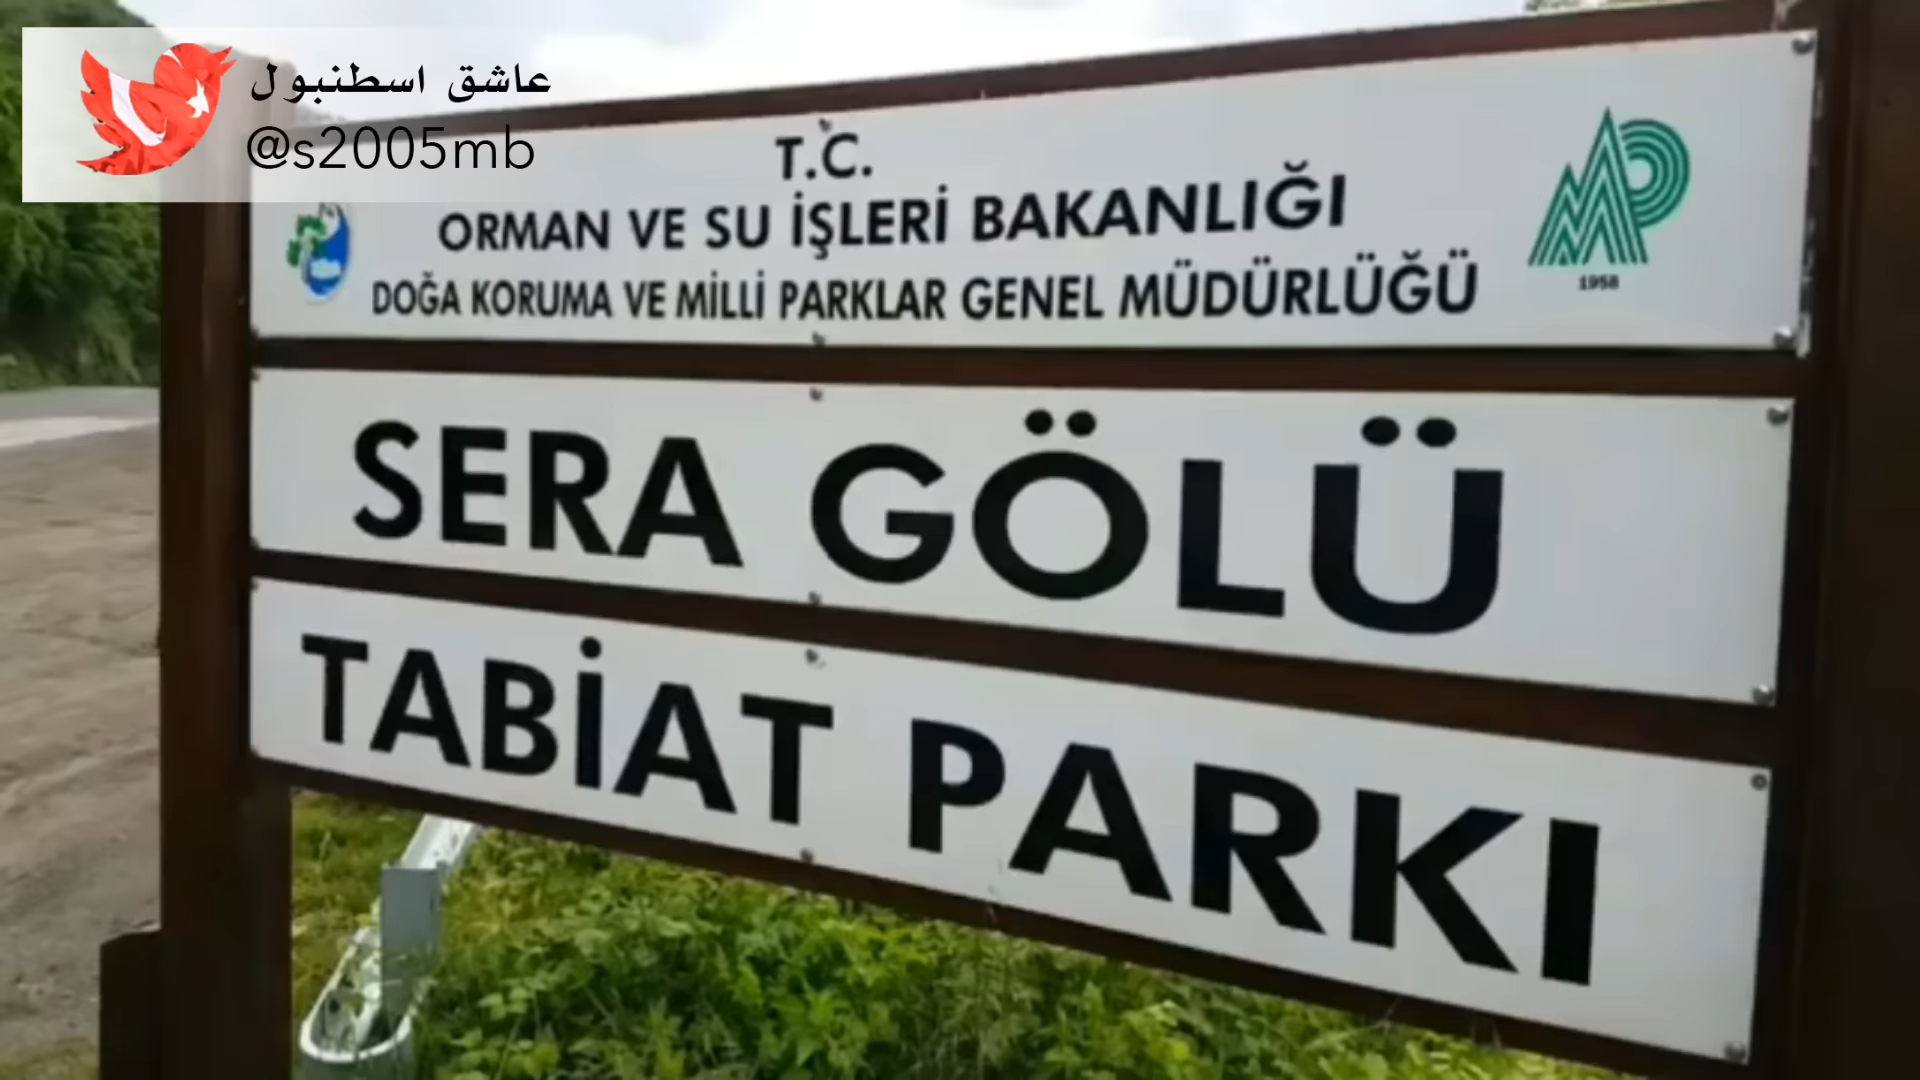 عاشق اسطنبول
@s2005mb
T.C.
ORMAN VE SU İŞLERİ BAKANLIĞI
DOĞA KORUMA VE MİLLİ PARKLAR GENEL MÜDÜRLÜĞÜ
MP
1958
SERA GÖLÜ
TABİAT PARKI